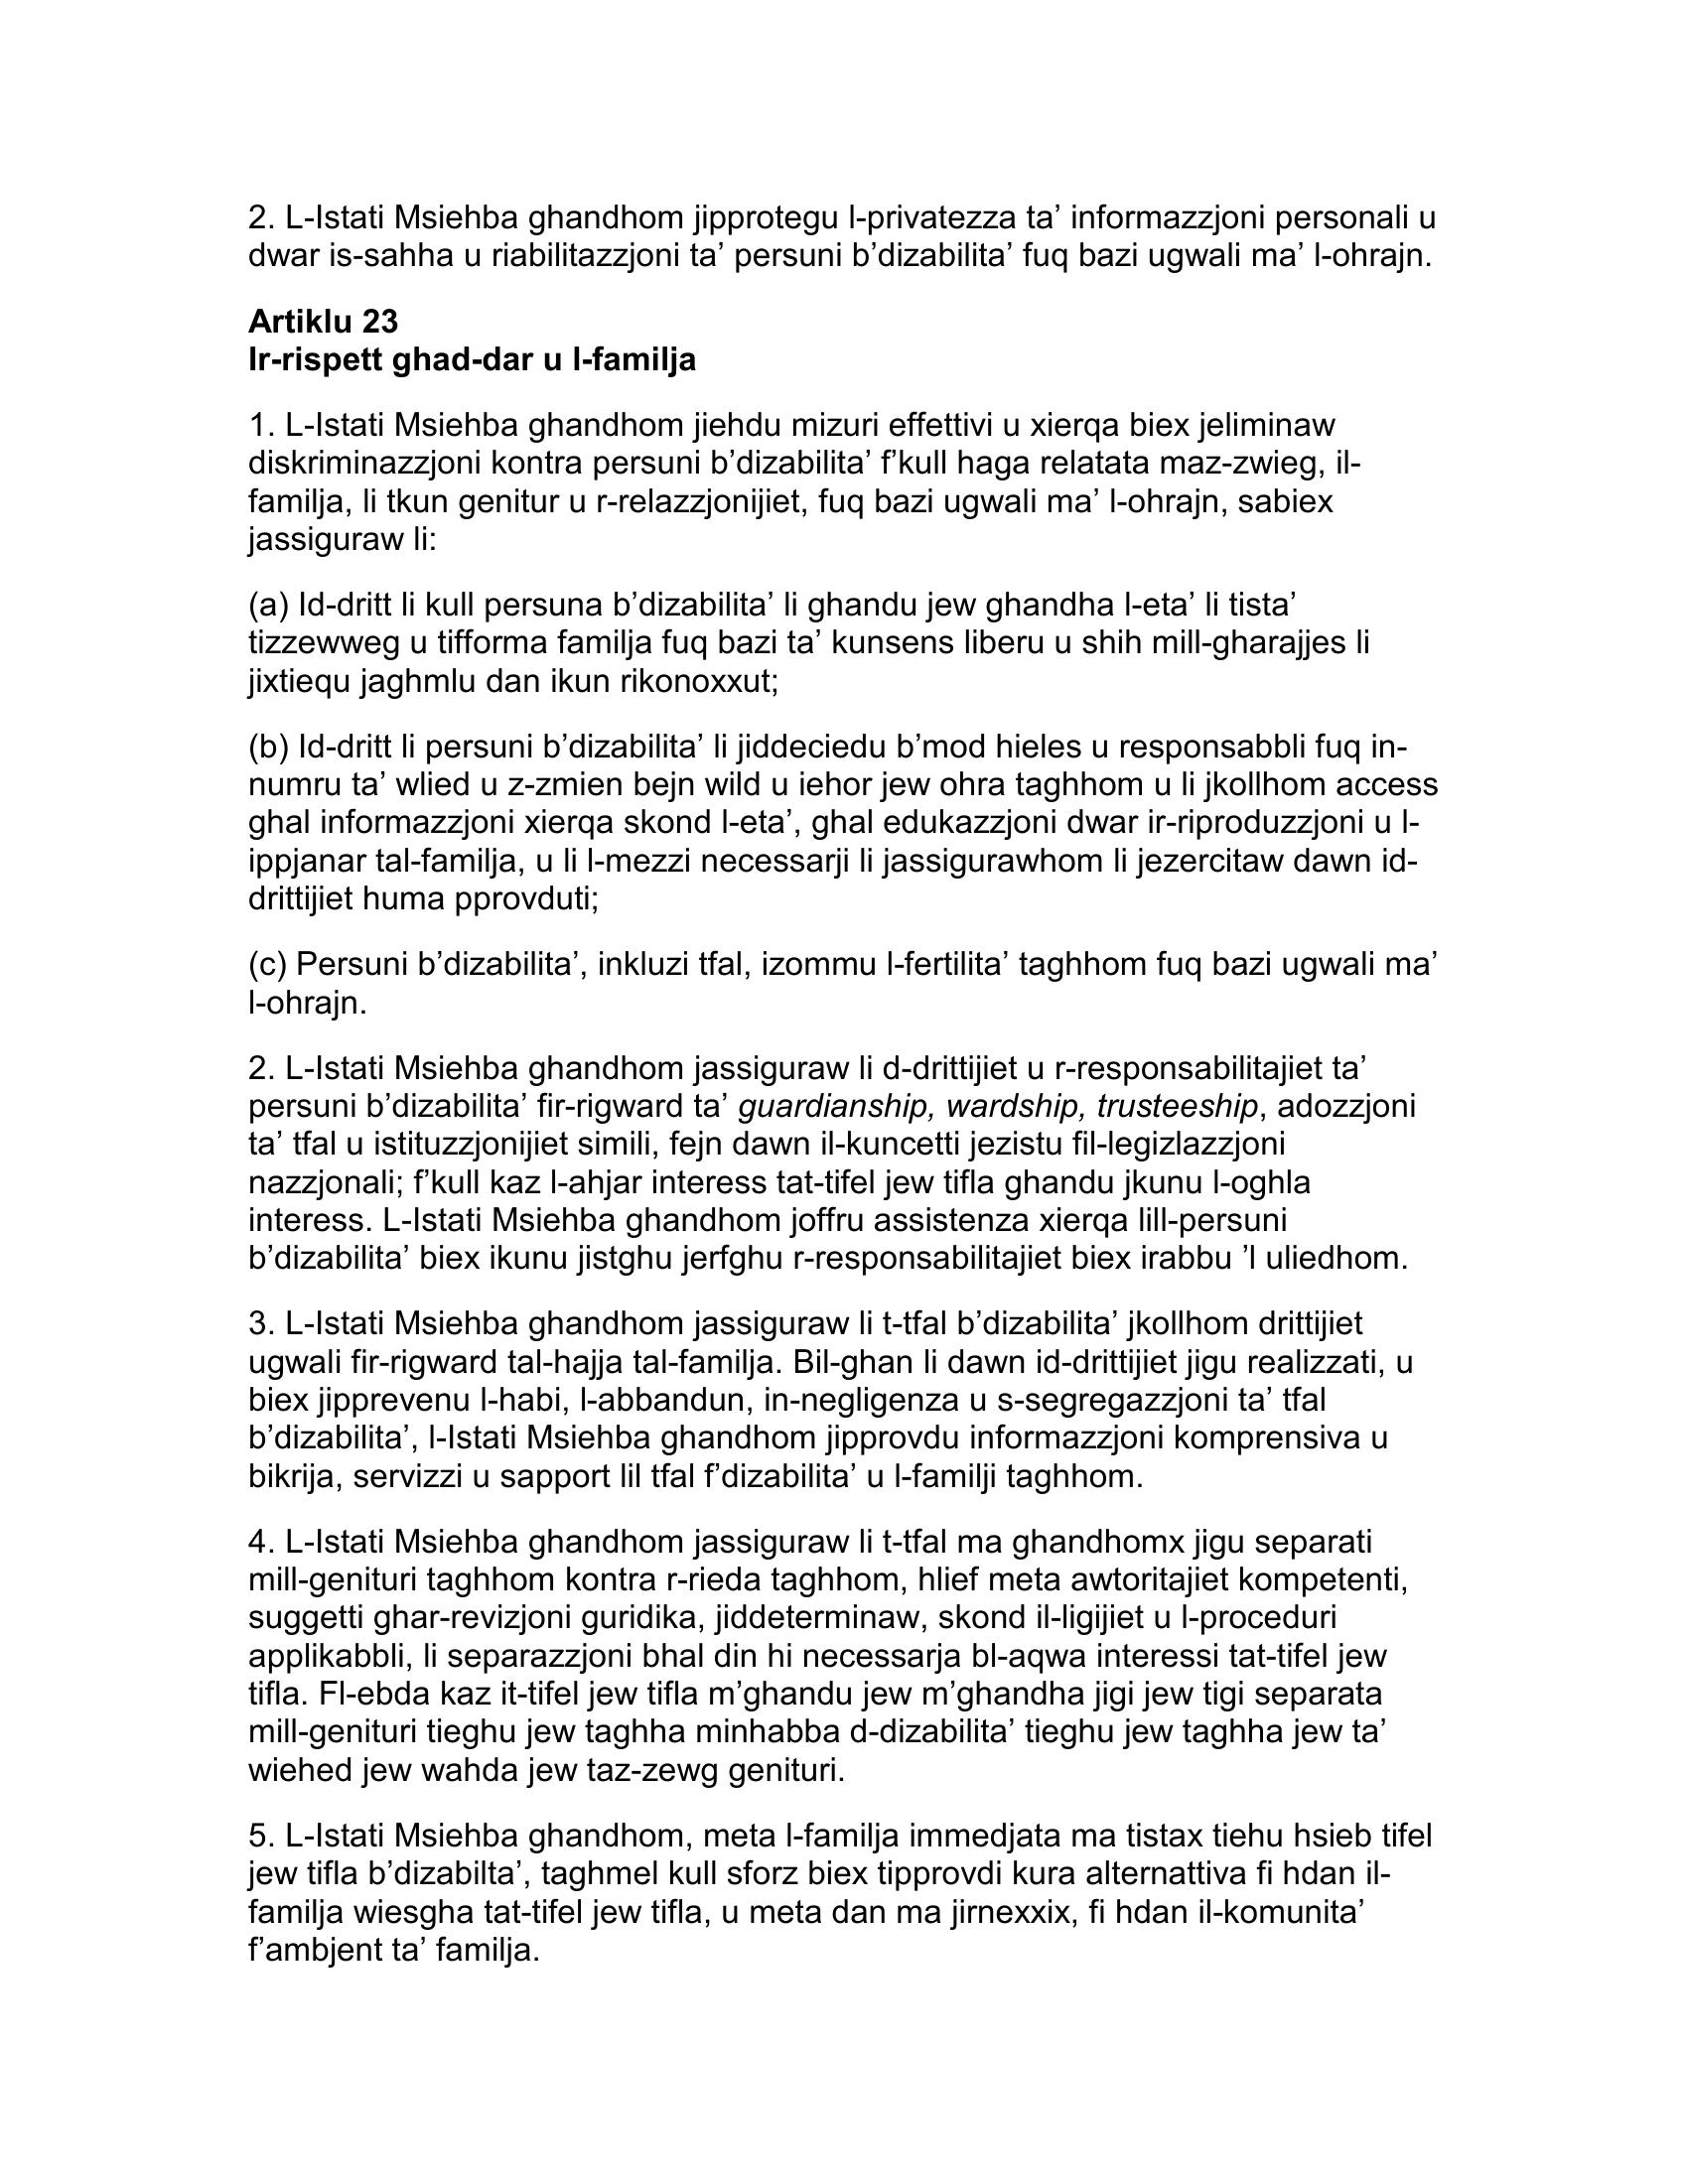 2. L-Istati Msiehba ghandhom jipprotegu l-privatezza ta’ informazzjoni personali u
dwar is-sahha u riabilitazzjoni ta’ persuni b’dizabilita’ fuq bazi ugwali ma’ l-ohrajn.
Artiklu 23
Ir-rispett ghad-dar u l-familja
1. L-Istati Msiehba ghandhom jiehdu mizuri effettivi u xierqa biex jeliminaw
diskriminazzjoni kontra persuni b’dizabilita’ f’kull haga relatata maz-zwieg, il-
familja, li tkun genitur u r-relazzjonijiet, fuq bazi ugwali ma’ l-ohrajn, sabiex
jassiguraw li:
(a) Id-dritt li kull persuna b’dizabilita’ li ghandu jew ghandha l-eta’ li tista’
tizzewweg u tifforma familja fuq bazi ta’ kunsens liberu u shih mill-gharajjes li
jixtiequ jaghmlu dan ikun rikonoxxut;
(b) Id-dritt li persuni b’dizabilita’ li jiddeciedu b’mod hieles u responsabbli fuq in-
numru ta’ wlied u z-zmien bejn wild u iehor jew ohra taghhom u li jkollhom access
ghal informazzjoni xierqa skond l-eta’, ghal edukazzjoni dwar ir-riproduzzjoni u l-
ippjanar tal-familja, u li l-mezzi necessarji li jassigurawhom li jezercitaw dawn id-
drittijiet huma pprovduti;
(c) Persuni b’dizabilita’, inkluzi tfal, izommu l-fertilita’ taghhom fuq bazi ugwali ma’
l-ohrajn.
2. L-Istati Msiehba ghandhom jassiguraw li d-drittijiet u r-responsabilitajiet ta’
persuni b’dizabilita’ fir-rigward ta’ guardianship, wardship, trusteeship, adozzjoni
ta’ tfal u istituzzjonijiet simili, fejn dawn il-kuncetti jezistu fil-legizlazzjoni
nazzjonali; f’kull kaz l-ahjar interess tat-tifel jew tifla ghandu jkunu l-oghla
interess. L-Istati Msiehba ghandhom joffru assistenza xierqa lill-persuni
b’dizabilita’ biex ikunu jistghu jerfghu r-responsabilitajiet biex irabbu ’l uliedhom.
3. L-Istati Msiehba ghandhom jassiguraw li t-tfal b’dizabilita’ jkollhom drittijiet
ugwali fir-rigward tal-hajja tal-familja. Bil-ghan li dawn id-drittijiet jigu realizzati, u
biex jipprevenu l-habi, l-abbandun, in-negligenza u s-segregazzjoni ta’ tfal
b’dizabilita’, l-Istati Msiehba ghandhom jipprovdu informazzjoni komprensiva u
bikrija, servizzi u sapport lil tfal f’dizabilita’ u l-familji taghhom.
4. L-Istati Msiehba ghandhom jassiguraw li t-tfal ma ghandhomx jigu separati
mill-genituri taghhom kontra r-rieda taghhom, hlief meta awtoritajiet kompetenti,
suggetti ghar-revizjoni guridika, jiddeterminaw, skond il-ligijiet u l-proceduri
applikabbli, li separazzjoni bhal din hi necessarja bl-aqwa interessi tat-tifel jew
tifla. Fl-ebda kaz it-tifel jew tifla m’ghandu jew m’ghandha jigi jew tigi separata
mill-genituri tieghu jew taghha minhabba d-dizabilita’ tieghu jew taghha jew ta’
wiehed jew wahda jew taz-zewg genituri.
5. L-Istati Msiehba ghandhom, meta l-familja immedjata ma tistax tiehu hsieb tifel
jew tifla b’dizabilta’, taghmel kull sforz biex tipprovdi kura alternattiva fi hdan il-
familja wiesgha tat-tifel jew tifla, u meta dan ma jirnexxix, fi hdan il-komunita’
f’ambjent ta’ familja.